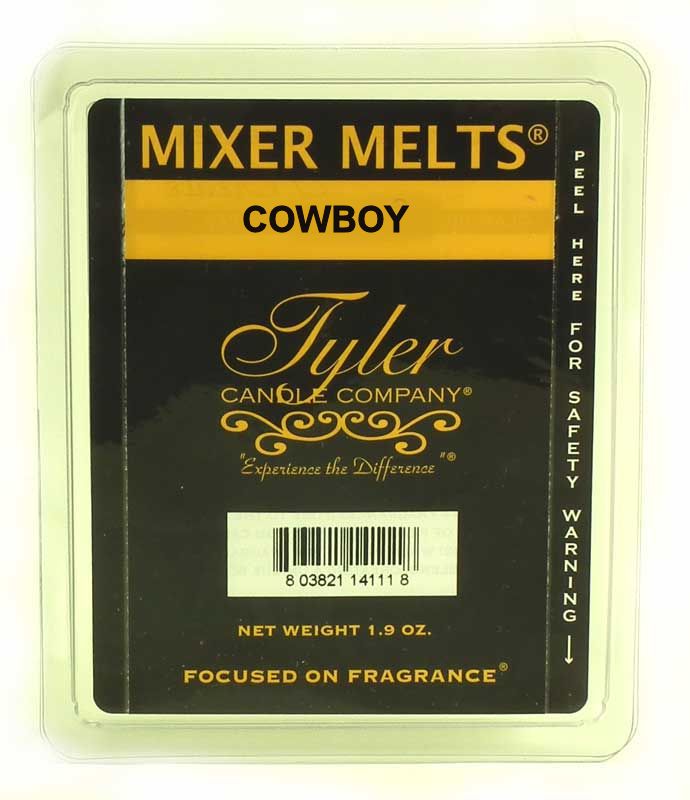 MIXER MELTS®
COWBOY
Tyler
CANDLE COMPANY®
"Experience the Difference"®
8 03821 14111 8
NET WEIGHT 1.9 OZ.
FOCUSED ON FRAGRANCE®
PEEL HERE FOR SAFETY WARNING